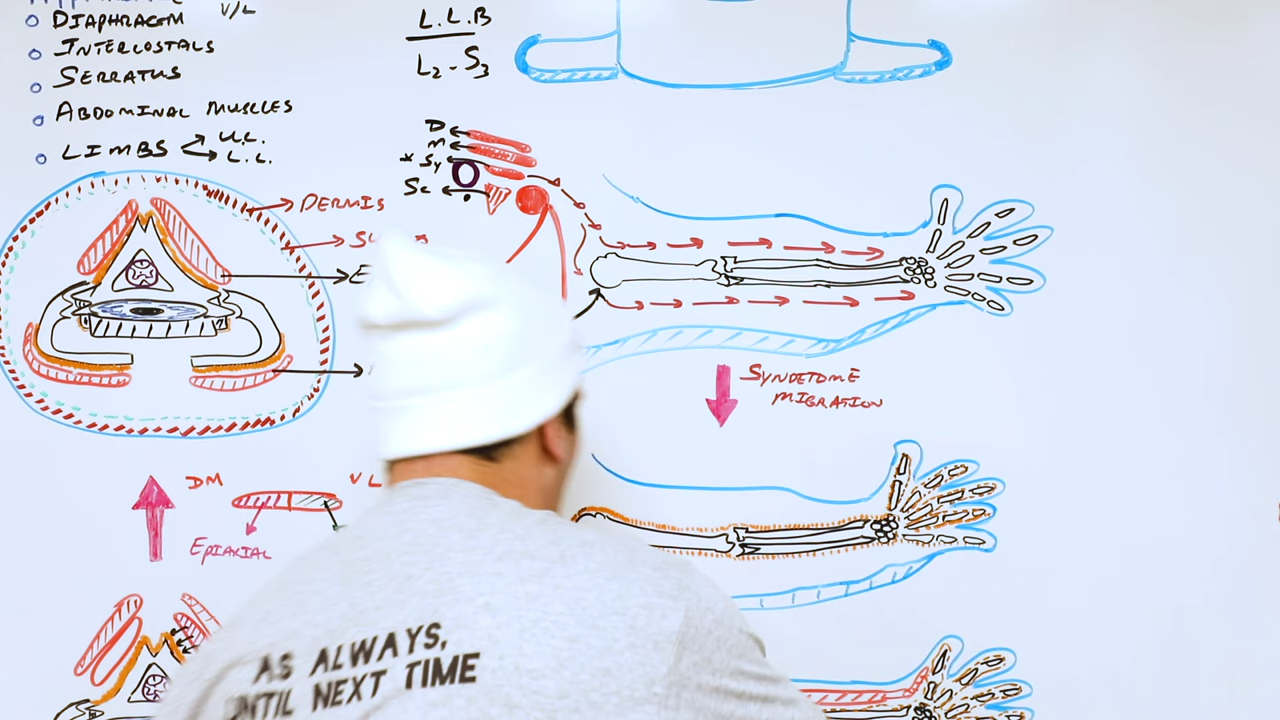 V/L
DIAPHRAGM
INTERCOSTALS
SERRATUS
ABDOMINAL MUSCLES
LIMBS
U.L.
L.L.
L.L.B
L2-S3
D
M
* Sy
Sc
DERMIS
E
SYNDETOME
MIGRATION
DM
VL
EPIAXIAL
AS ALWAYS,
UNTIL NEXT TIME